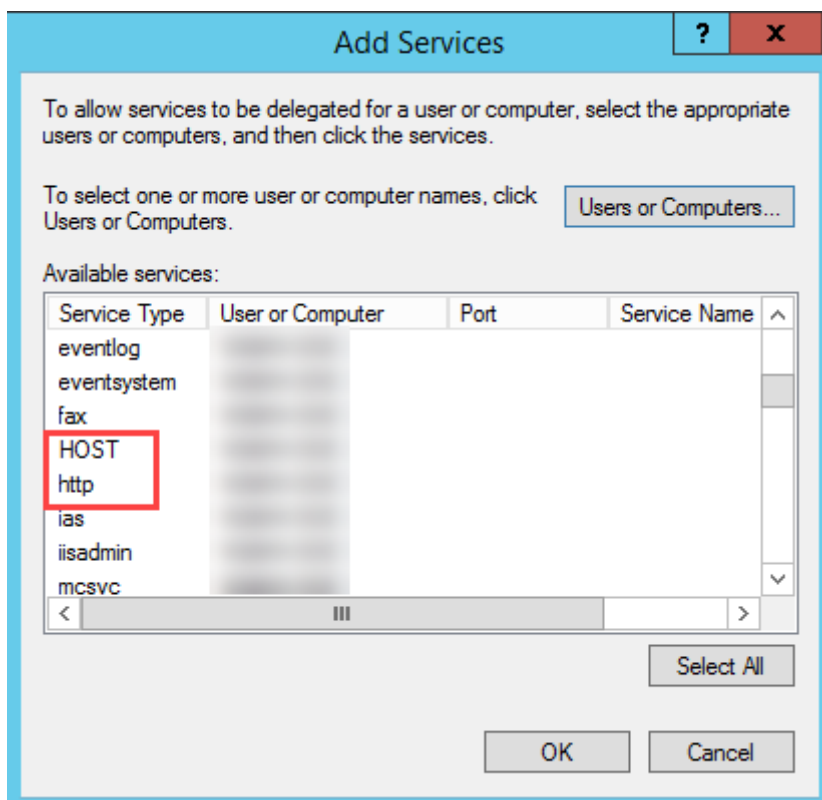 Add Services
?
x
To allow services to be delegated for a user or computer, select the appropriate
users or computers, and then click the services.
To select one or more user or computer names, click
Users or Computers.
Users or Computers...
Available services:
Service Type User or Computer Port Service Name
eventlog
eventsystem
fax
HOST
http
ias
iisadmin
mcsvc
Select All
OK Cancel